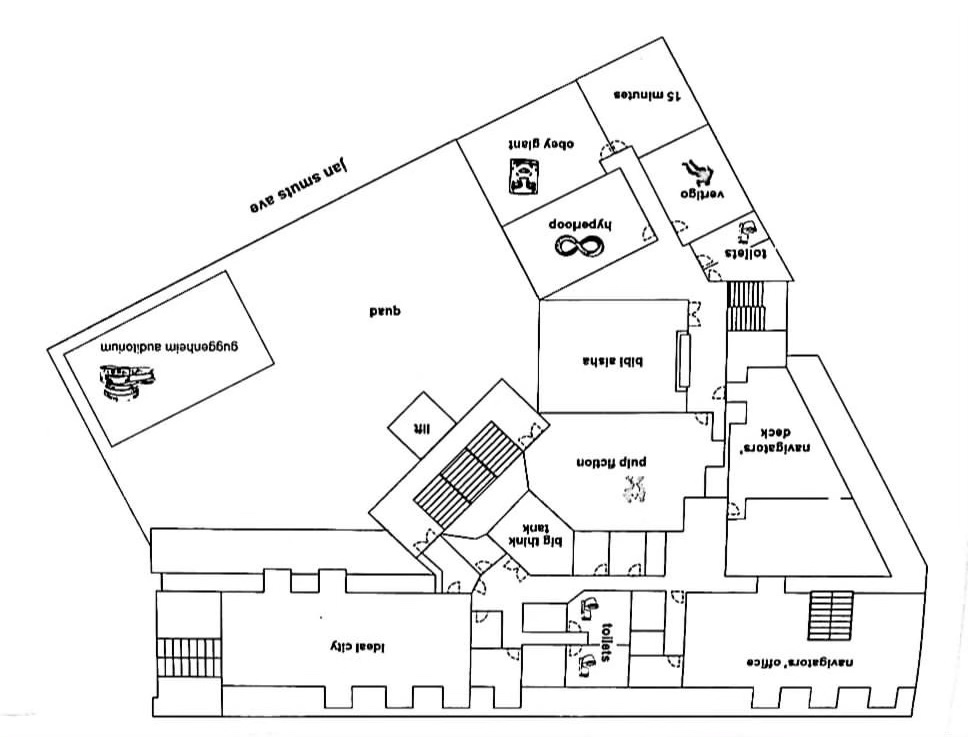 navigators' office
toilets
ideal city
big think
tank
navigators'
deck
pulp fiction
lift
bibi aisha
guggenheim auditorium
quad
toilets
hyperloop
vertigo
jan smuts ave
obey giant
15 minutes